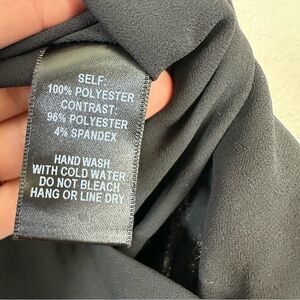 SELF:
100% POLYESTER
CONTRAST:
96% POLYESTER
4% SPANDEX
HAND WASH
WITH COLD WATER
DO NOT BLEACH
HANG OR LINE DRY